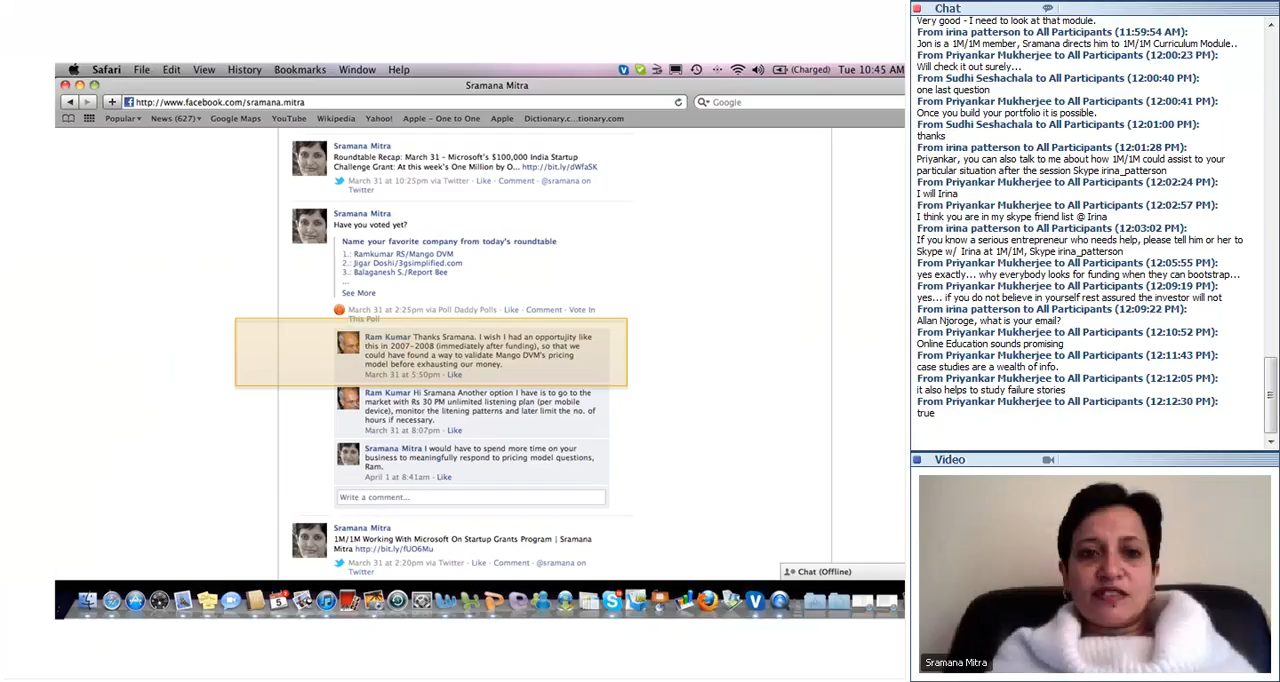 Safari File Edit View History Bookmarks Window Help (Charged) Tue 10:45 AM
Sramana Mitra
http://www.facebook.com/sramana.mitra
Google
Popular News (627) Google Maps YouTube Wikipedia Yahoo! Apple - One to One Apple Dictionary.c...tionary.com
Sramana Mitra
Roundtable Recap: March 31 - Microsoft's $100,000 India Startup
Challenge Grant: At this week's One Million by O... http://bit.ly/dWfaSK
March 31 at 10:25pm via Twitter · Like · Comment · @sramana on
Twitter
Sramana Mitra
Have you voted yet?
Name your favorite company from today's roundtable
1.: Ramkumar RS/Mango DVM
2.: Jigar Doshi/3gsimplified.com
3.: Balaganesh S./Report Bee
...
See More
March 31 at 2:25pm via Poll Daddy Polls · Like · Comment · Vote In
This Poll
Ram Kumar Thanks Sramana. I wish I had an opportujity like
this in 2007-2008 (immediately after funding), so that we
could have found a way to validate Mango DVM's pricing
model before exhausting our money.
March 31 at 5:50pm · Like
Ram Kumar Hi Sramana Another option I have is to go to the
market with Rs 30 PM unlimited listening plan (per mobile
device), monitor the litening patterns and later limit the no. of
hours if necessary.
March 31 at 8:07pm · Like
Sramana Mitra I would have to spend more time on your
business to meaningfully respond to pricing model questions,
Ram.
April 1 at 8:41am · Like
Write a comment...
Sramana Mitra
1M/1M Working With Microsoft On Startup Grants Program | Sramana
Mitra http://bit.ly/fUO6Mu
March 31 at 2:20pm via Twitter · Like · Comment · @sramana on
Twitter
Chat (Offline)
Chat
Very good - I need to look at that module.
From irina patterson to All Participants (11:59:54 AM):
Jon is a 1M/1M member, Sramana directs him to 1M/1M Curriculum Module..
From Priyankar Mukherjee to All Participants (12:00:23 PM):
Will check it out surely...
From Sudhi Seshachala to All Participants (12:00:40 PM):
one last question
From Priyankar Mukherjee to All Participants (12:00:41 PM):
Once you build your portfolio it is possible.
From Sudhi Seshachala to All Participants (12:01:00 PM):
thanks
From irina patterson to All Participants (12:01:28 PM):
Priyankar, you can also talk to me about how 1M/1M could assist to your
particular situation after the session Skype irina_patterson
From Priyankar Mukherjee to All Participants (12:02:24 PM):
I will Irina
From Priyankar Mukherjee to All Participants (12:02:57 PM):
I think you are in my skype friend list @ Irina
From irina patterson to All Participants (12:03:02 PM):
If you know a serious entrepreneur who needs help, please tell him or her to
Skype w/ Irina at 1M/1M, Skype irina_patterson
From Priyankar Mukherjee to All Participants (12:05:55 PM):
yes exactly... why everybody looks for funding when they can bootstrap...
From Priyankar Mukherjee to All Participants (12:09:19 PM):
yes... if you do not believe in yourself rest assured the investor will not
From irina patterson to All Participants (12:09:22 PM):
Allan Njoroge, what is your email?
From Priyankar Mukherjee to All Participants (12:10:52 PM):
Online Education sounds promising
From Priyankar Mukherjee to All Participants (12:11:43 PM):
case studies are a wealth of info.
From Priyankar Mukherjee to All Participants (12:12:05 PM):
it also helps to study failure stories
From Priyankar Mukherjee to All Participants (12:12:30 PM):
true
Video
Sramana Mitra